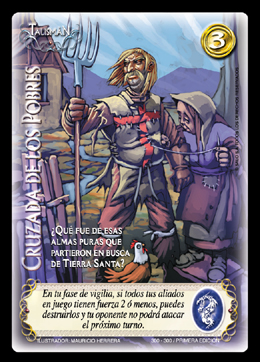 TALISMAN
3
CRUZADA DE LOS POBRES
¿QUÉ FUE DE ESAS
ALMAS PURAS QUE
PARTIERON EN BUSCA
DE TIERRA SANTA?
En tu fase de vigilia, si todos tus aliados
en juego tienen fuerza 2 ó menos, puedes
destruirlos y tu oponente no podrá atacar
el próximo turno.
ILUSTRADOR: MAURICIO HERRERA
PRIMERA EDICION